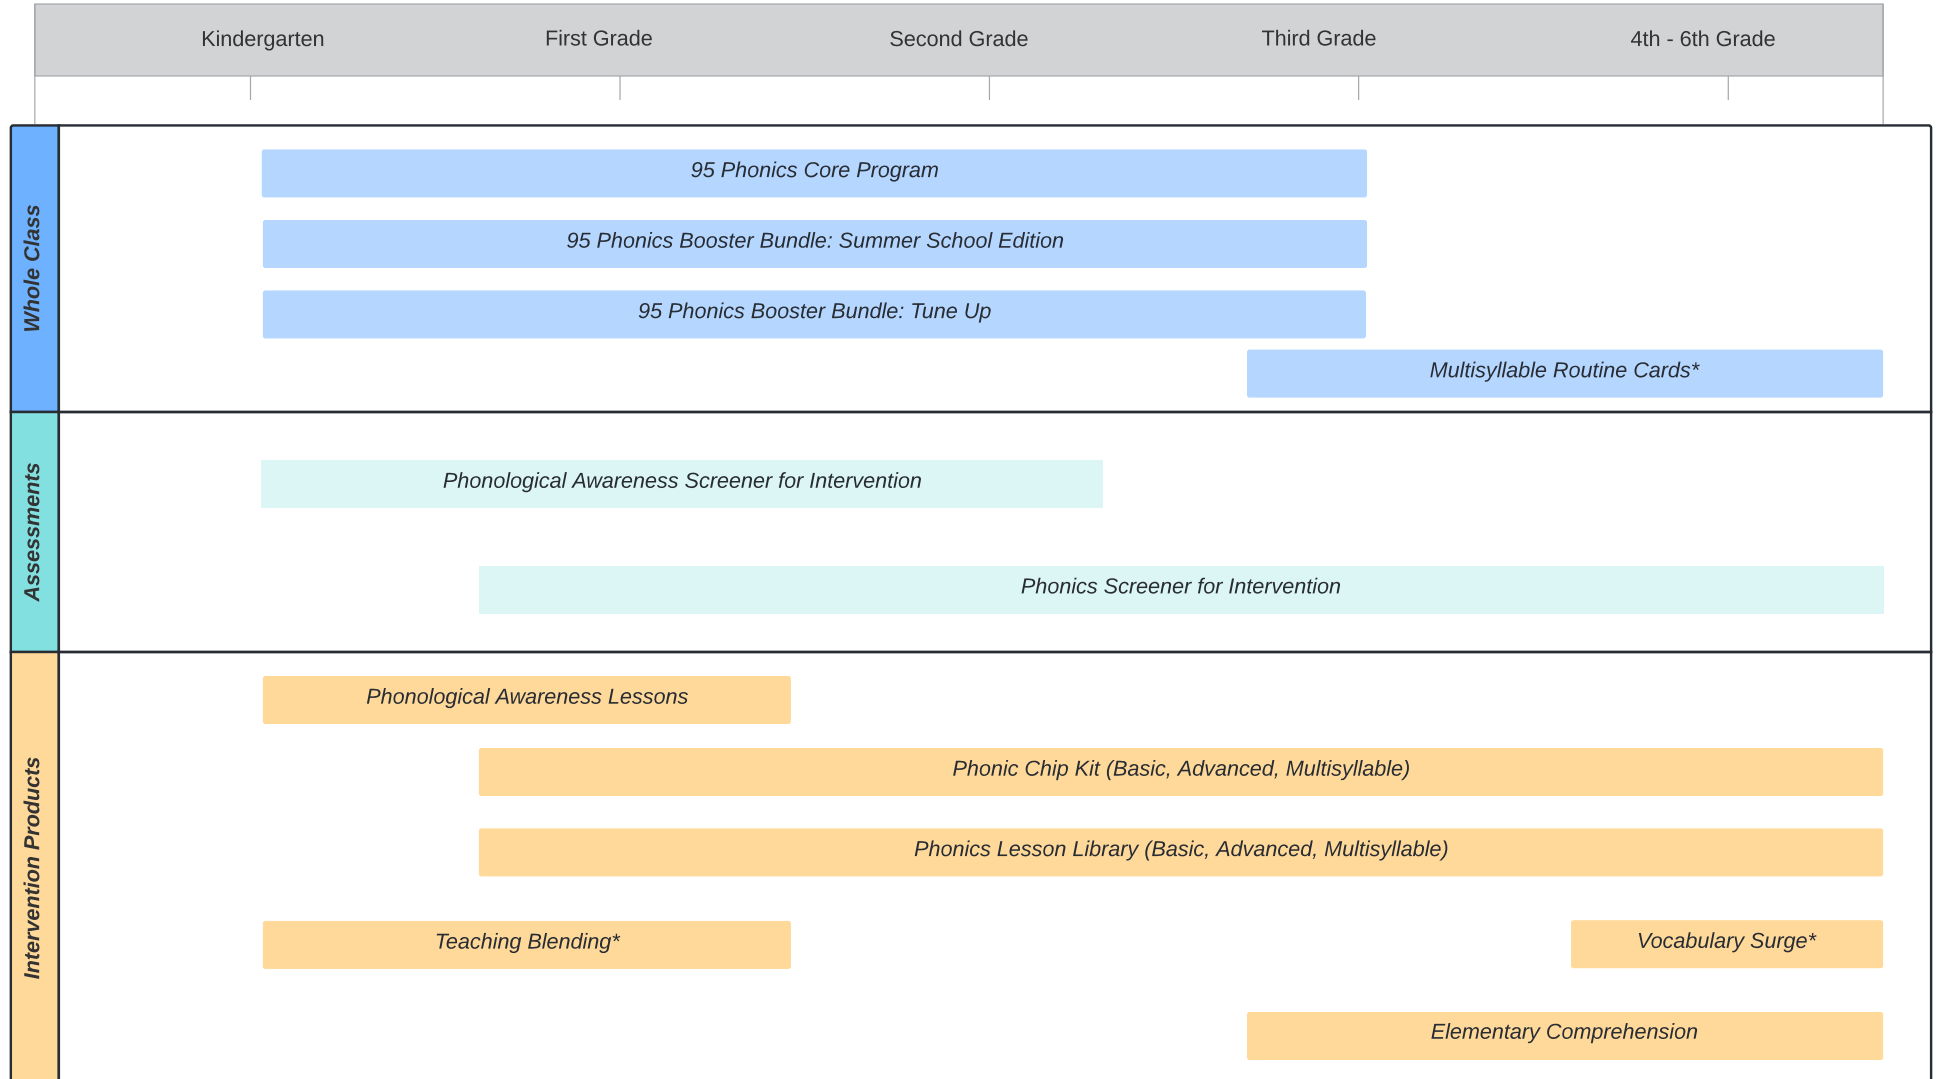 Kindergarten
First Grade
Second Grade
Third Grade
4th - 6th Grade
Whole Class
95 Phonics Core Program
95 Phonics Booster Bundle: Summer School Edition
95 Phonics Booster Bundle: Tune Up
Multisyllable Routine Cards*
Assessments
Phonological Awareness Screener for Intervention
Phonics Screener for Intervention
Intervention Products
Phonological Awareness Lessons
Phonic Chip Kit (Basic, Advanced, Multisyllable)
Phonics Lesson Library (Basic, Advanced, Multisyllable)
Teaching Blending*
Vocabulary Surge*
Elementary Comprehension